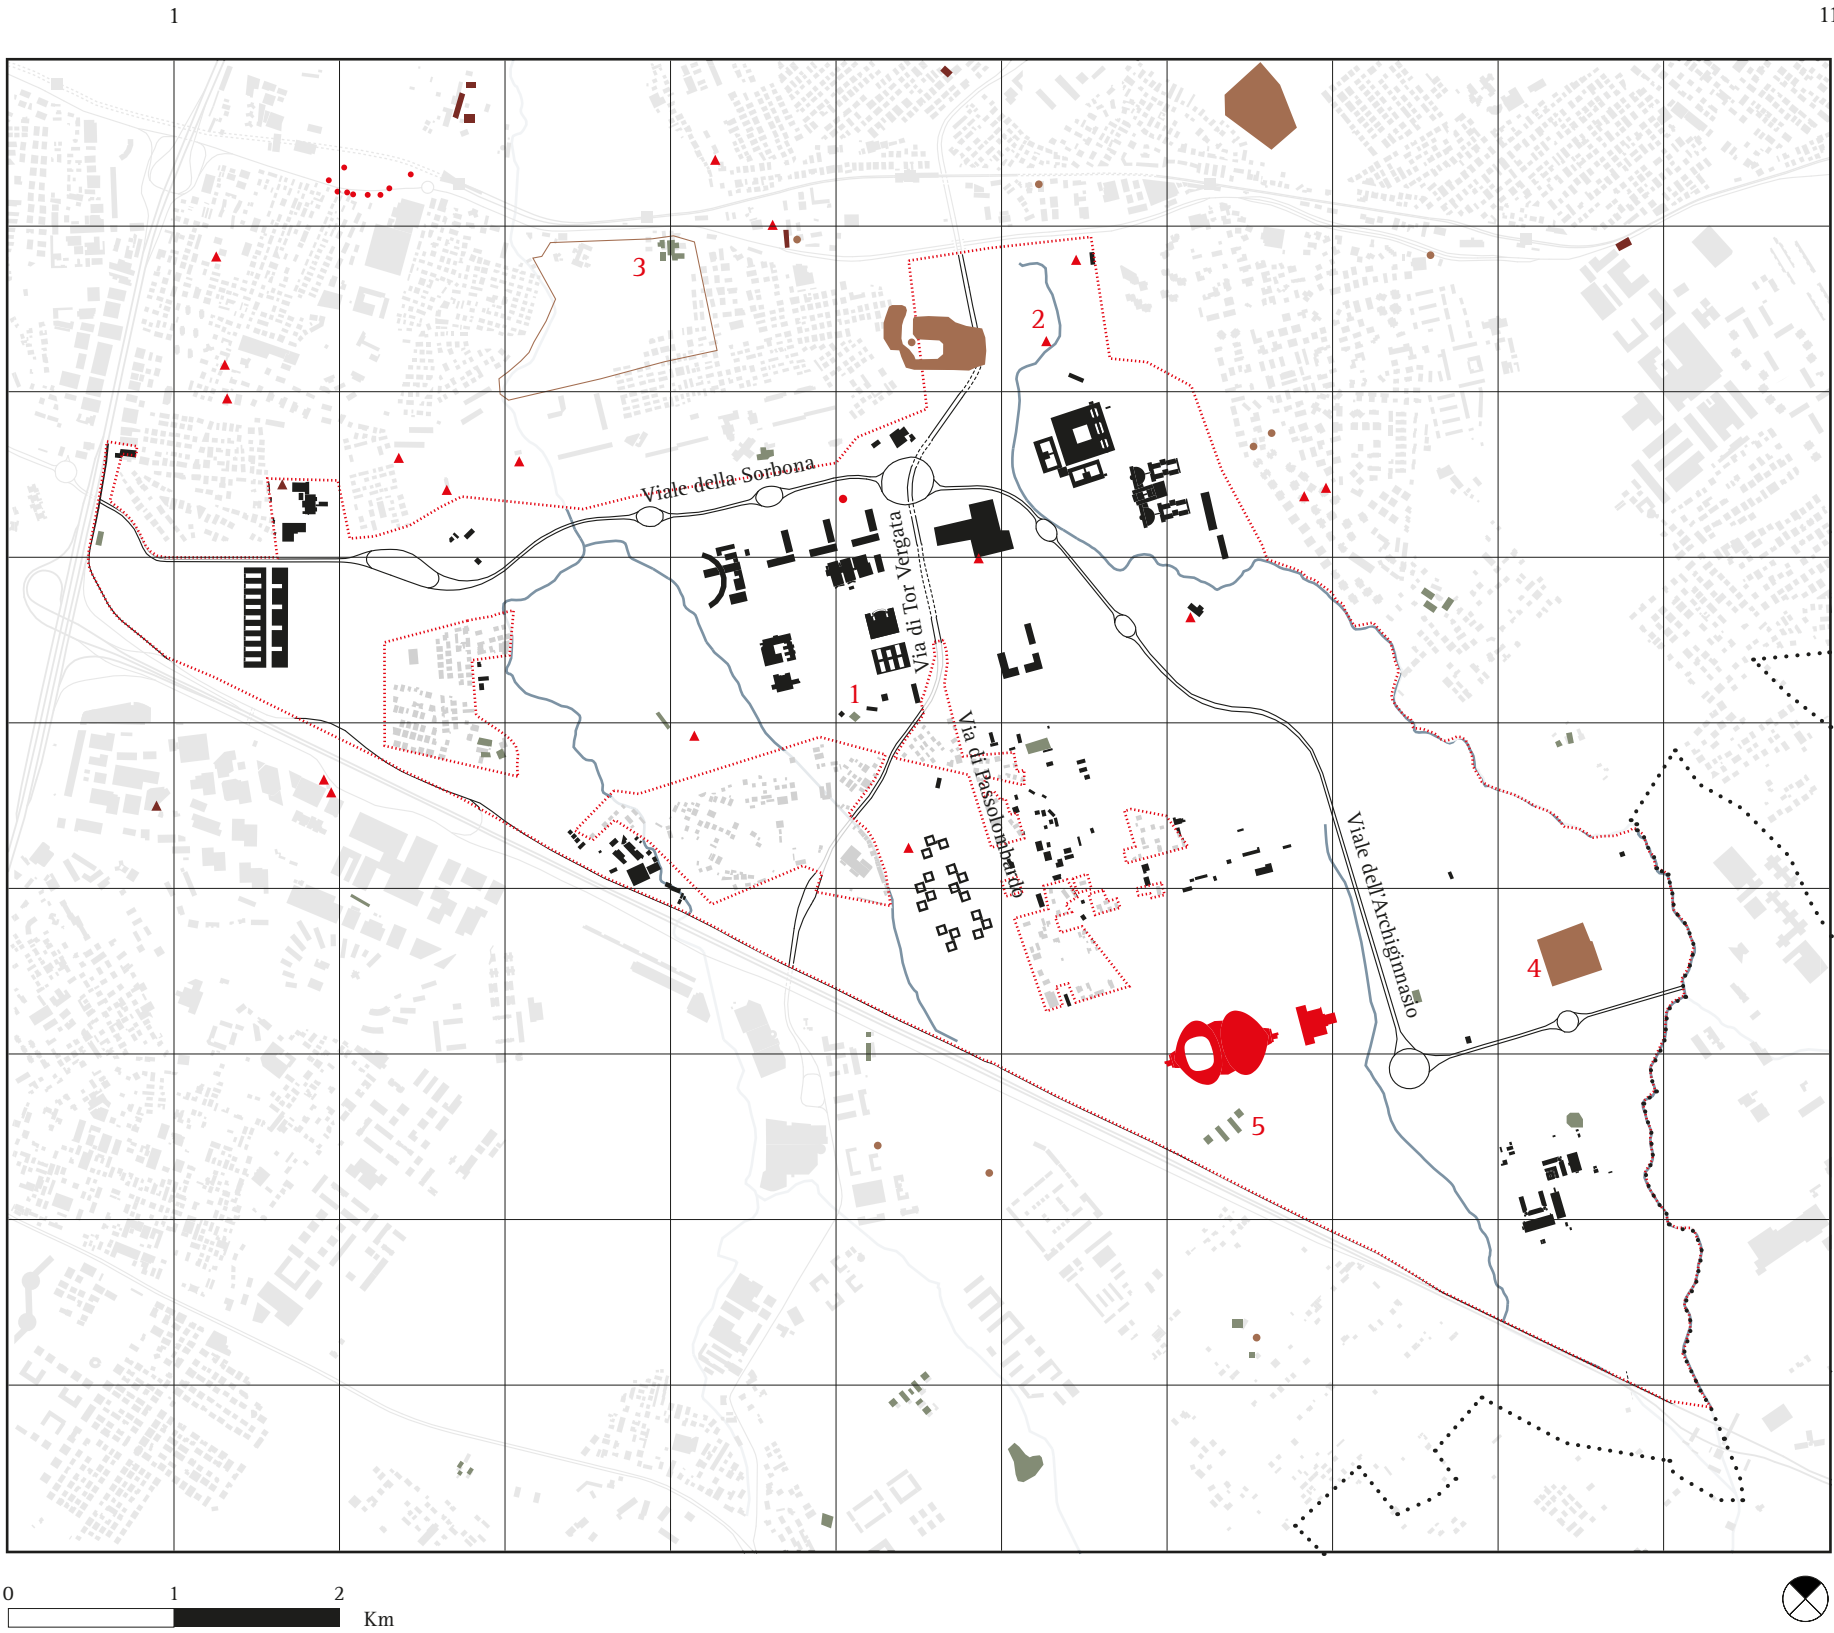 1
11
3
2
Viale della Sorbona
Via di Tor Vergata
1
Via di Passolombardo
Viale dell'Archiginnasio
4
5
0 1 2
Km